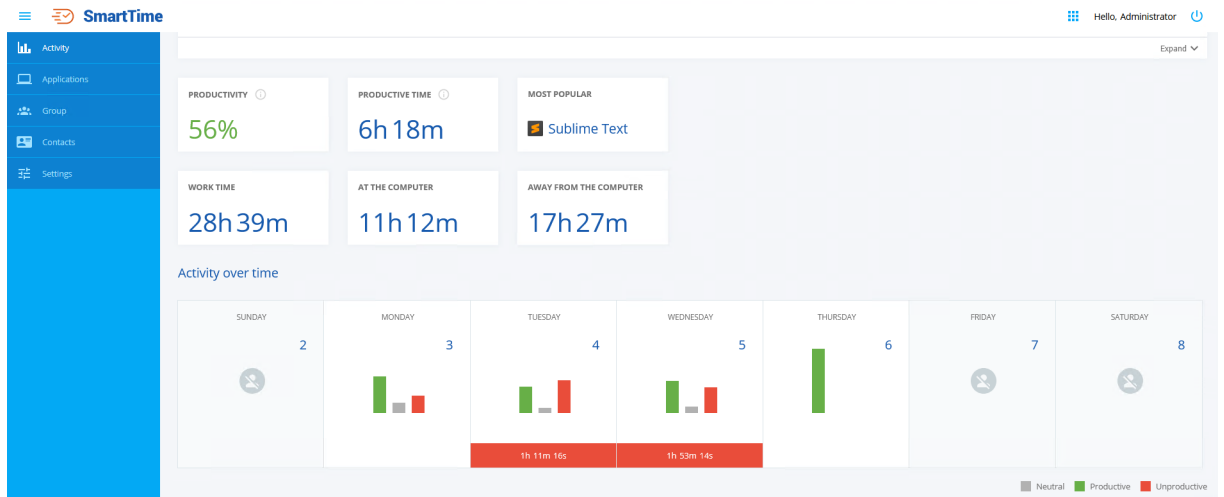 SmartTime
Hello, Administrator
Activity
Expand
Applications
Group
Contacts
Settings
PRODUCTIVITY
PRODUCTIVE TIME
MOST POPULAR
56%
6h 18m
Sublime Text
WORK TIME
AT THE COMPUTER
AWAY FROM THE COMPUTER
28h 39m
11h 12m
17h 27m
Activity over time
SUNDAY
MONDAY
TUESDAY
WEDNESDAY
THURSDAY
FRIDAY
SATURDAY
2
3
4
5
6
7
8
1h 11m 16s
1h 53m 14s
Neutral
Productive
Unproductive